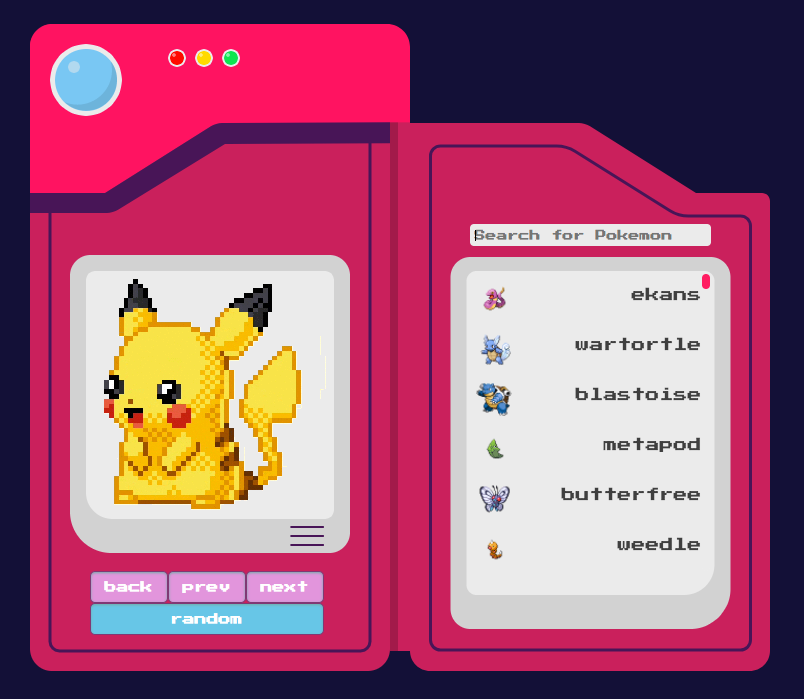 Search for Pokemon
ekans
wartortle
blastoise
metapod
butterfree
weedle
back prev next
random